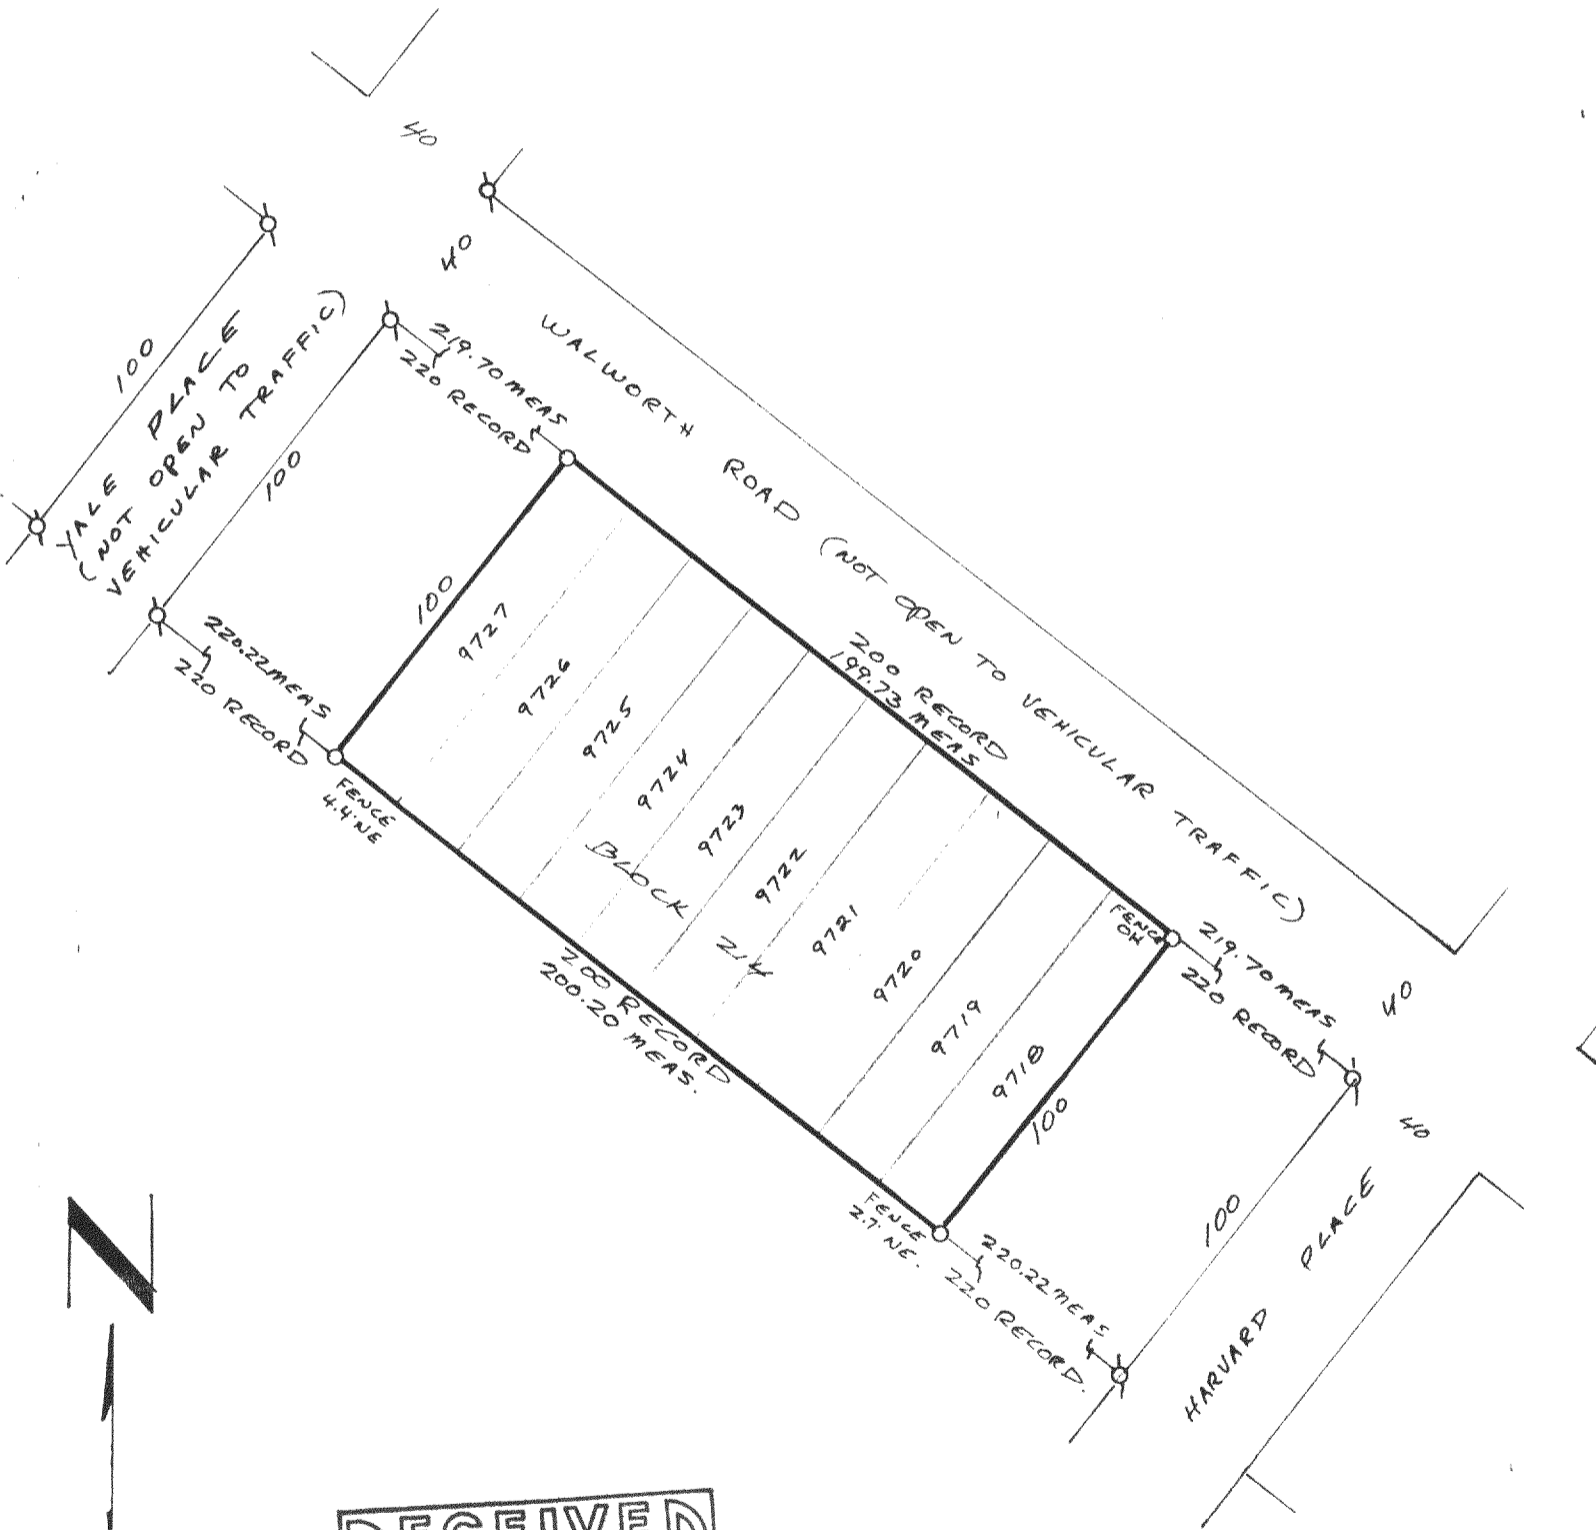 40
40
219.70 MEAS
220 RECORD
100
YALE PLACE
(NOT OPEN TO
VEHICULAR TRAFFIC)
100
WALWORTH ROAD (NOT OPEN TO VEHICULAR TRAFFIC)
100
220.22 MEAS
220 RECORD
200 RECORD
199.73 MEAS
9727
9726
9725
9724
9723
9722
9721
9720
9719
9718
BLOCK 214
FENCE
4.4' NE
200 RECORD
200.20 MEAS.
FENCE
OK
219.70 MEAS
220 RECORD
40
40
100
100
FENCE
2.7' NE.
220.22 MEAS
220 RECORD.
HARVARD PLACE
N
RECEIVED